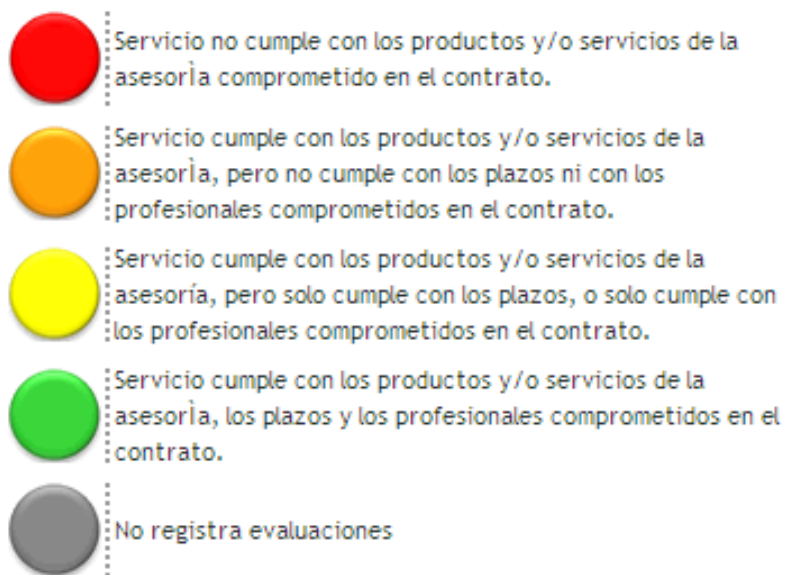 Servicio no cumple con los productos y/o servicios de la
asesorÌa comprometido en el contrato.
Servicio cumple con los productos y/o servicios de la
asesorÌa, pero no cumple con los plazos ni con los
profesionales comprometidos en el contrato.
Servicio cumple con los productos y/o servicios de la
asesoría, pero solo cumple con los plazos, o solo cumple con
los profesionales comprometidos en el contrato.
Servicio cumple con los productos y/o servicios de la
asesorÌa, los plazos y los profesionales comprometidos en el
contrato.
No registra evaluaciones